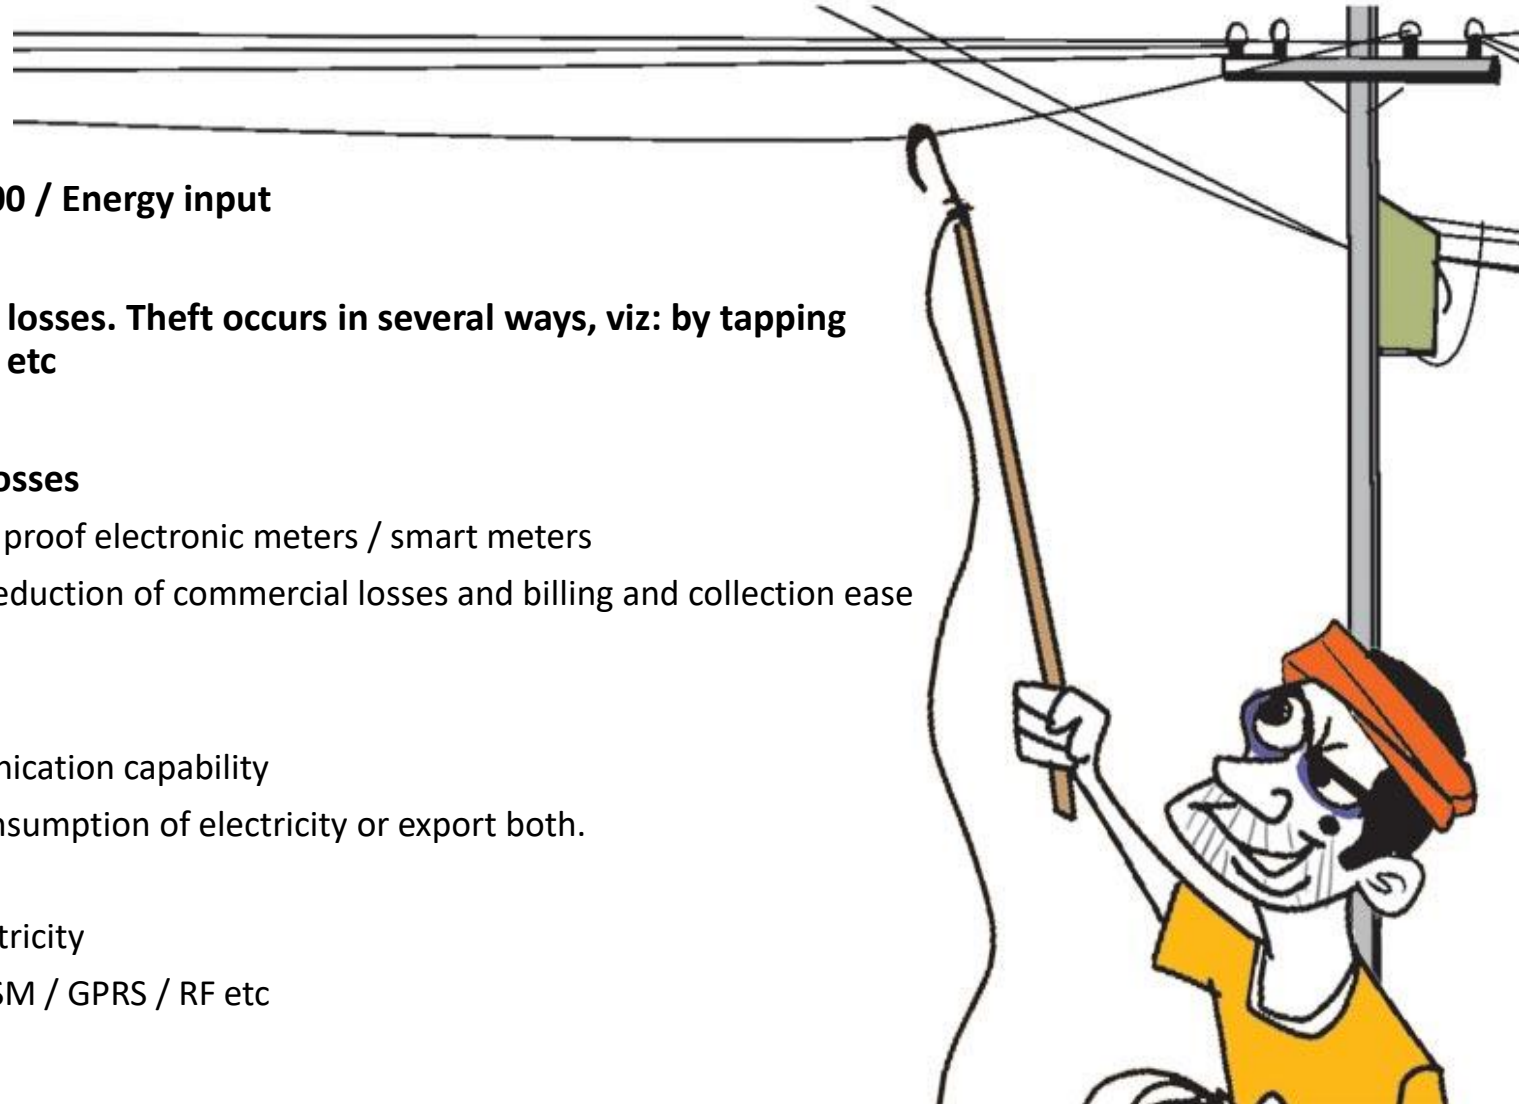 00 / Energy input
losses. Theft occurs in several ways, viz: by tapping
etc
osses
proof electronic meters / smart meters
eduction of commercial losses and billing and collection ease
nication capability
nsumption of electricity or export both.
tricity
SM / GPRS / RF etc